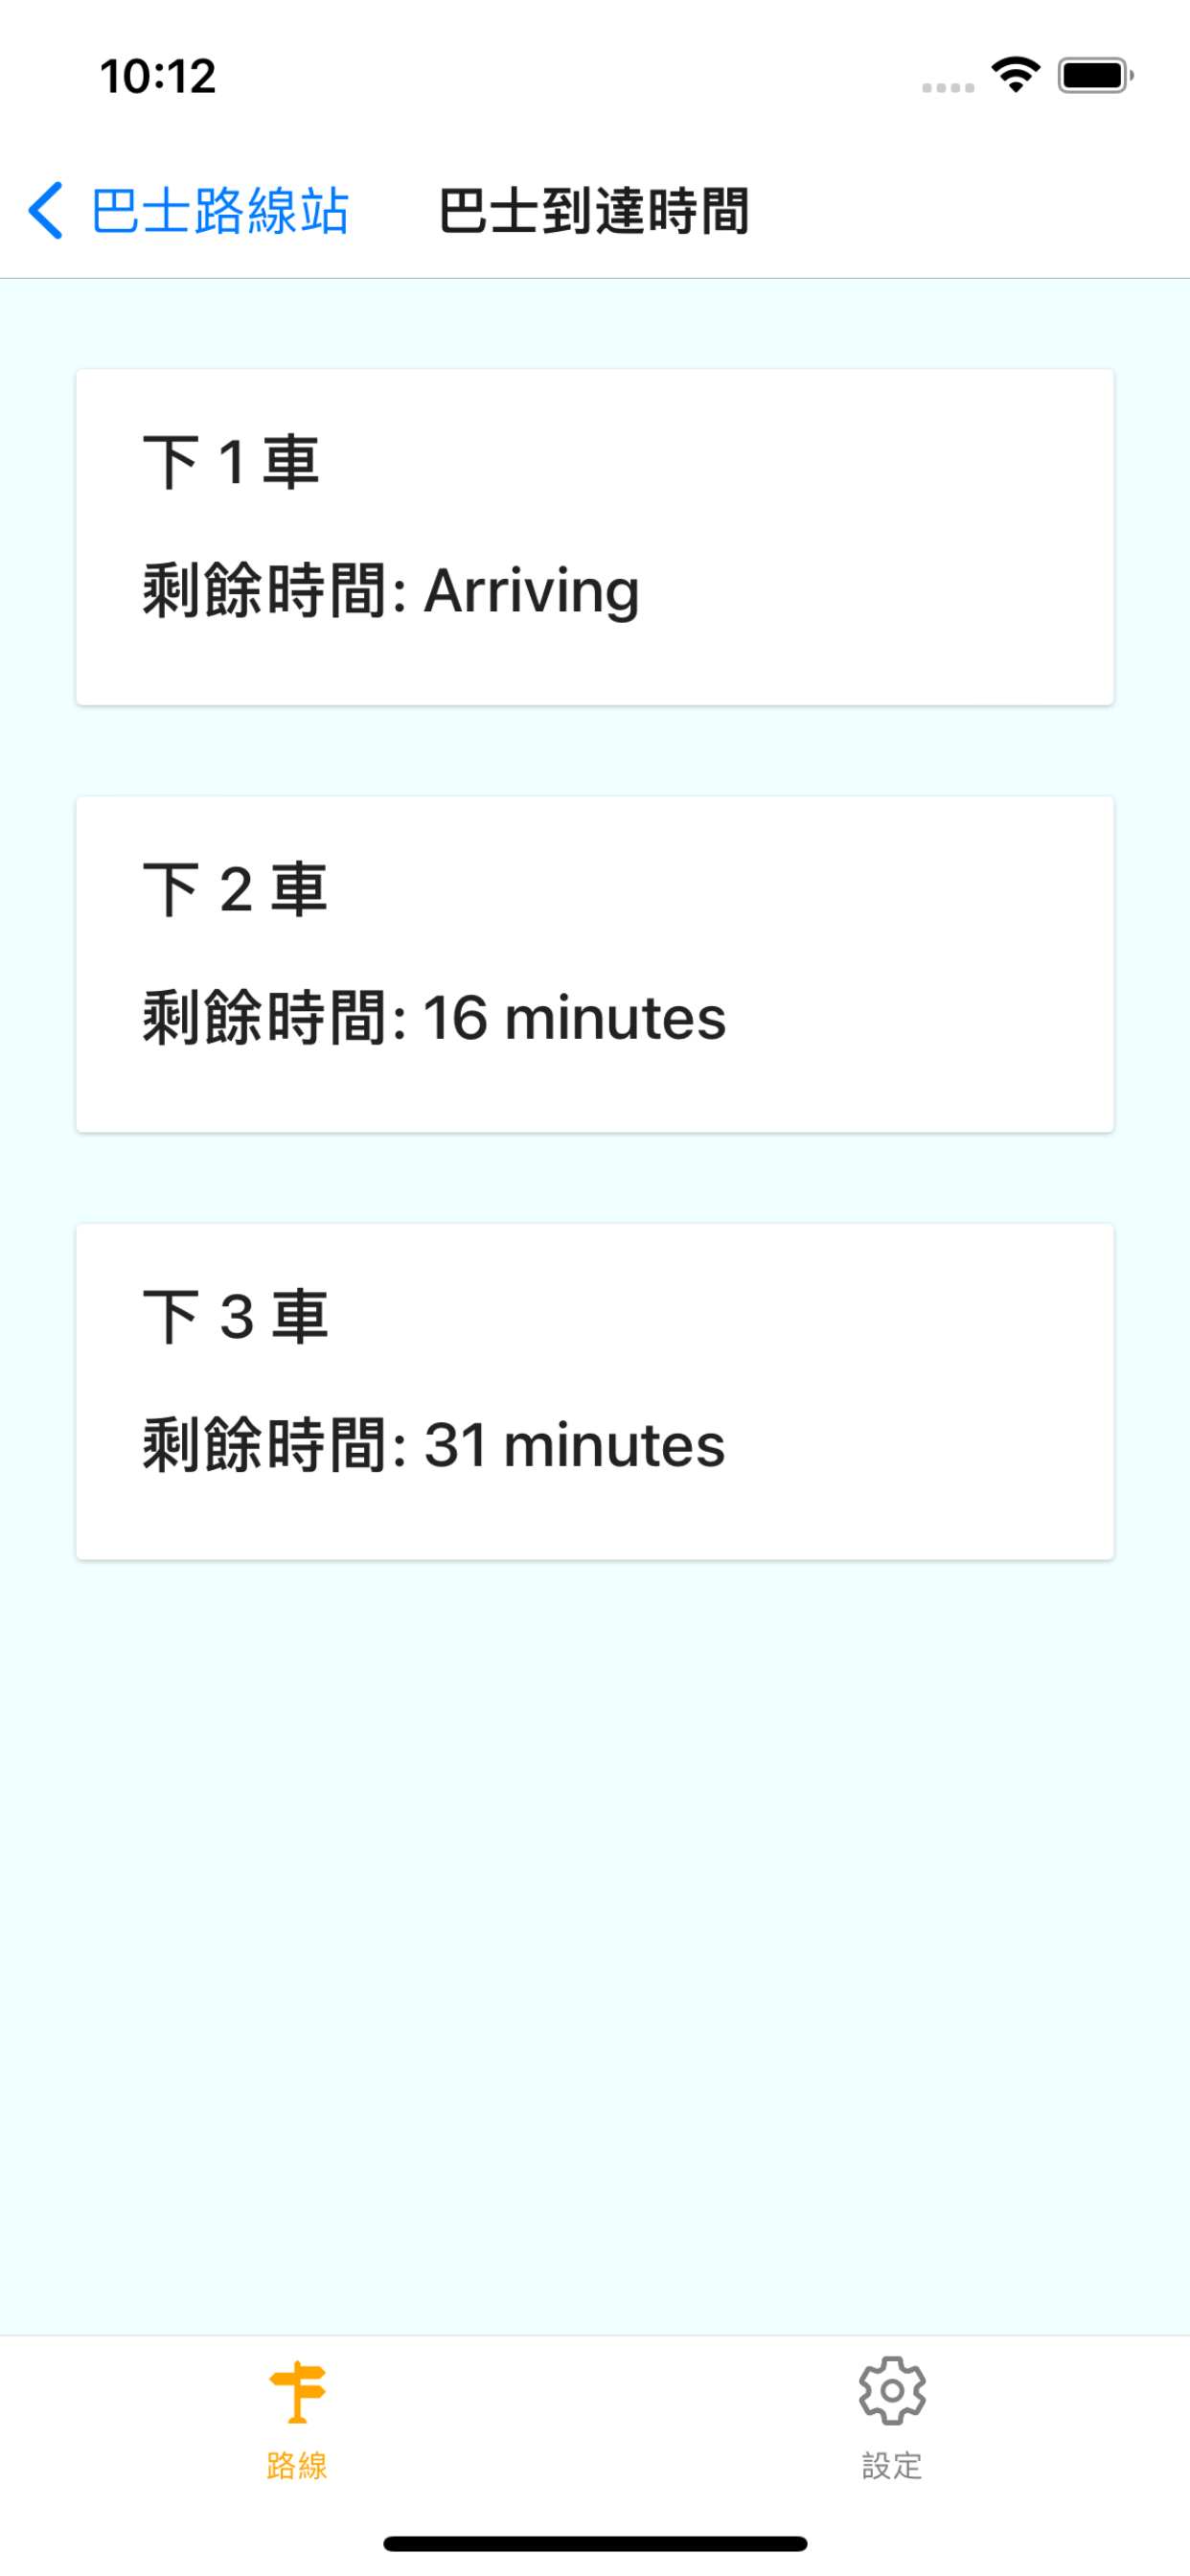 10:12
巴士路線站
巴士到達時間
下 1 車
剩餘時間: Arriving
下 2 車
剩餘時間: 16 minutes
下 3 車
剩餘時間: 31 minutes
路線
設定